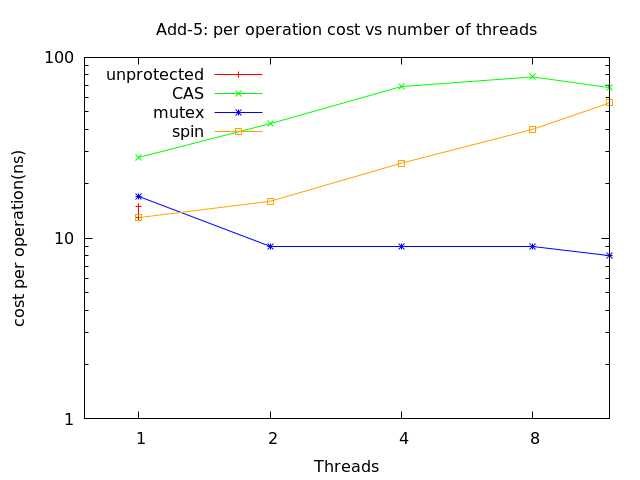 Add-5: per operation cost vs number of threads
100
unprotected
CAS
mutex
spin
cost per operation(ns)
10
1
1 2 4 8
Threads